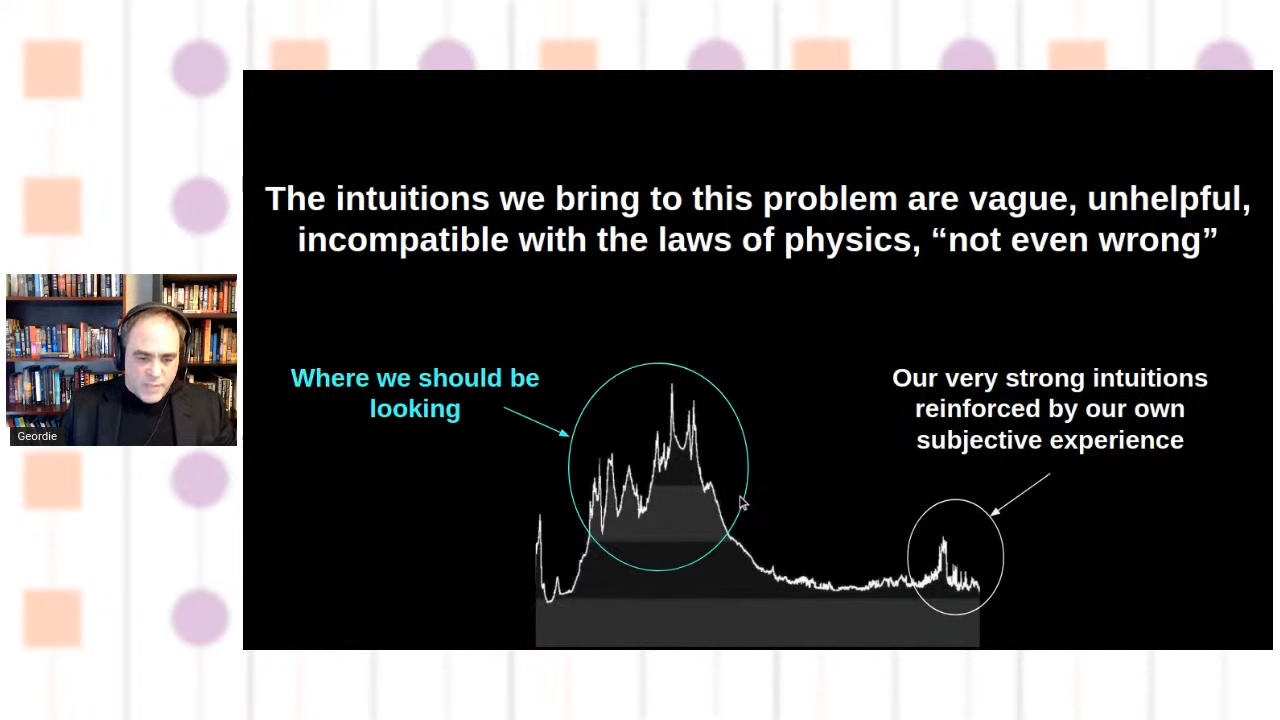 The intuitions we bring to this problem are vague, unhelpful,
incompatible with the laws of physics, “not even wrong”
Where we should be
looking
Our very strong intuitions
reinforced by our own
subjective experience
Geordie